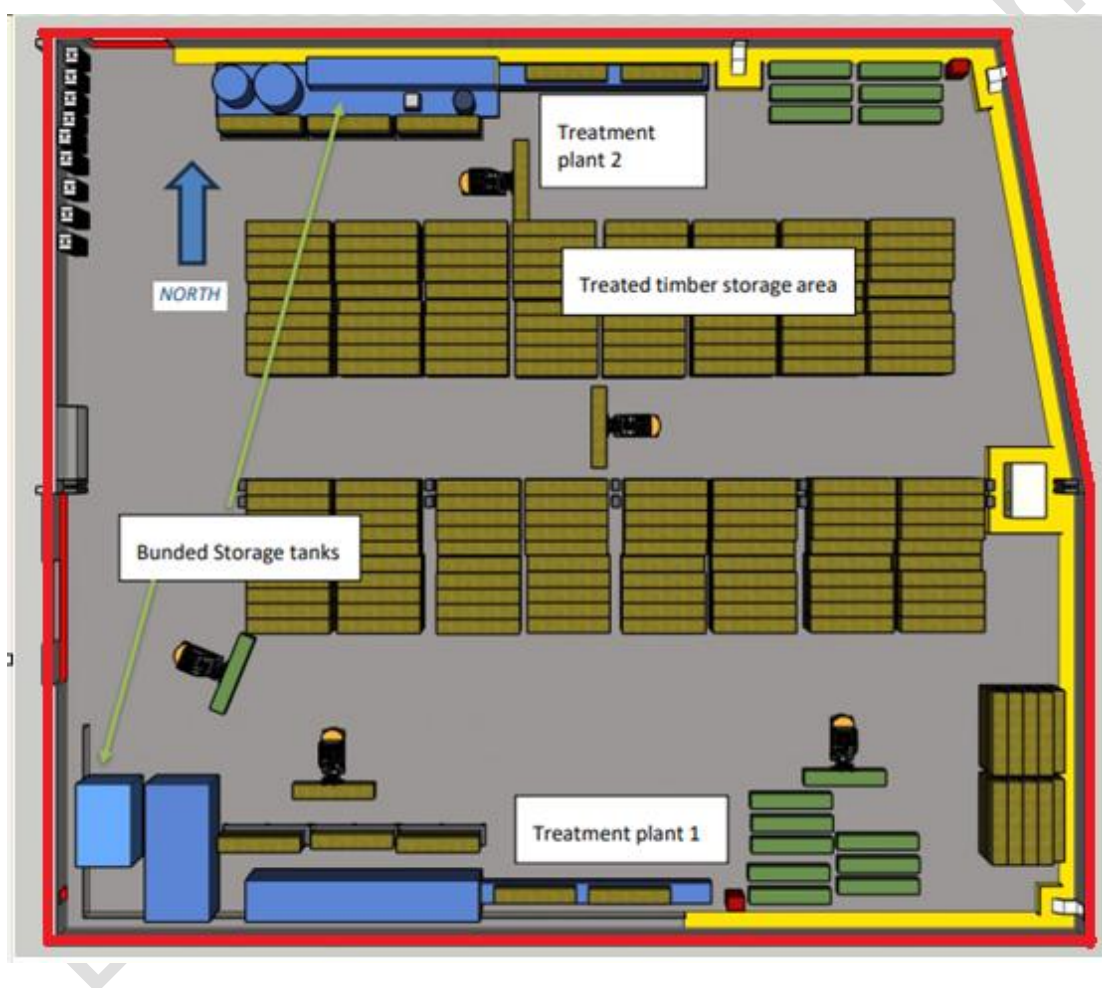 Treatment
plant 2
Treated timber storage area
NORTH
Bunded Storage tanks
Treatment plant 1